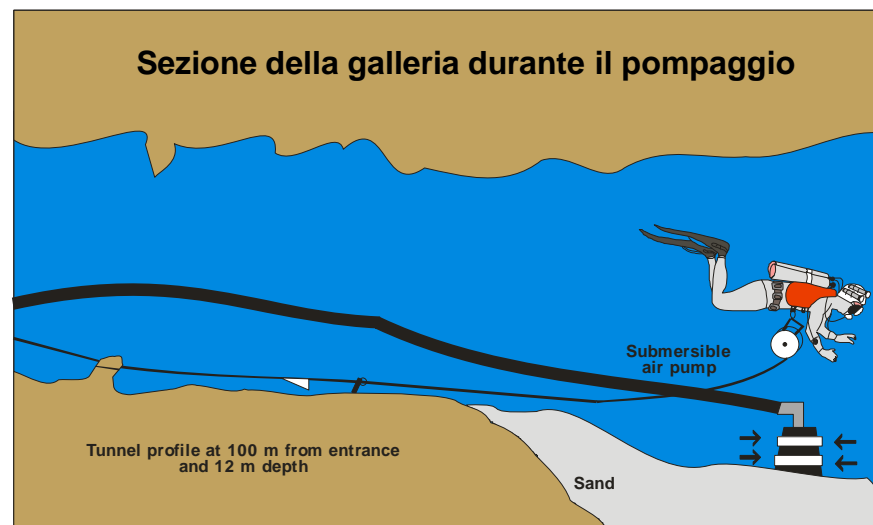 Sezione della galleria durante il pompaggio
Submersible
air pump
Tunnel profile at 100 m from entrance
and 12 m depth
Sand